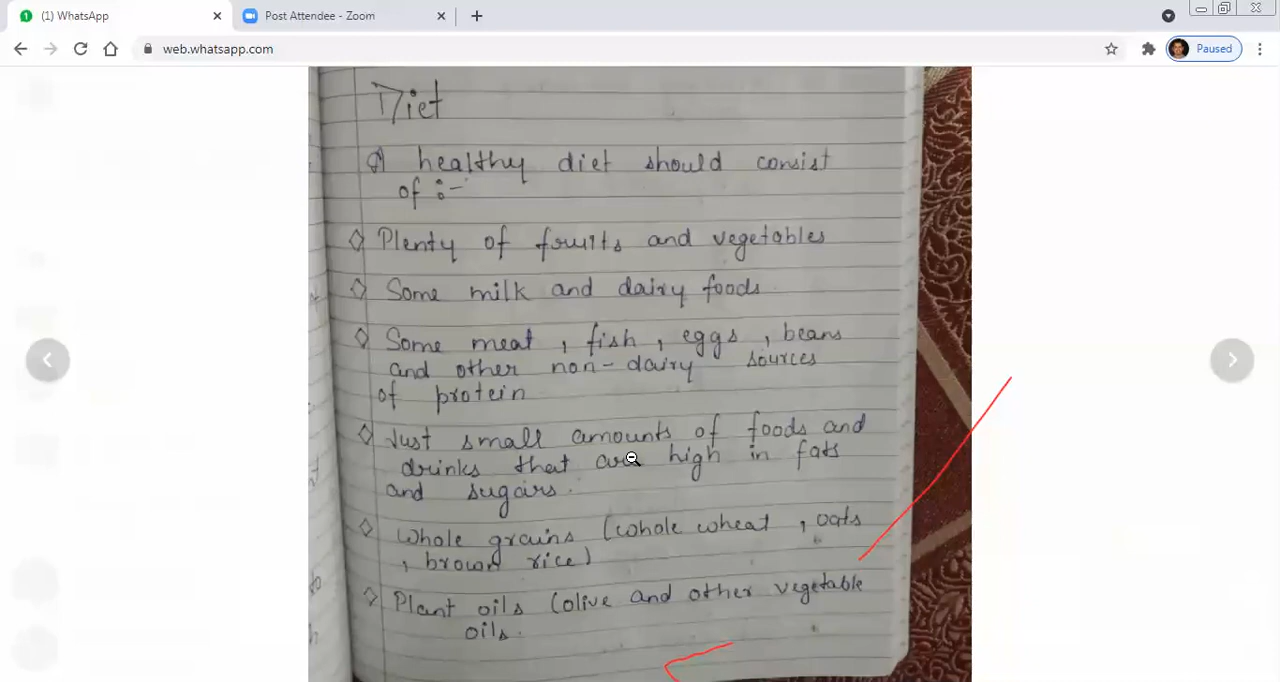 (1) WhatsApp
Post Attendee - Zoom
web.whatsapp.com
Paused
Diet
A healthy diet should consist
of :-
Plenty of fruits and vegetables
Some milk and dairy foods
Some meat , fish , eggs , beans
and other non-dairy sources
of protein
Just small amounts of foods and
drinks that are high in fats
and sugars.
Whole grains (whole wheat , oats
, brown rice)
Plant oils (olive and other vegetable
oils.